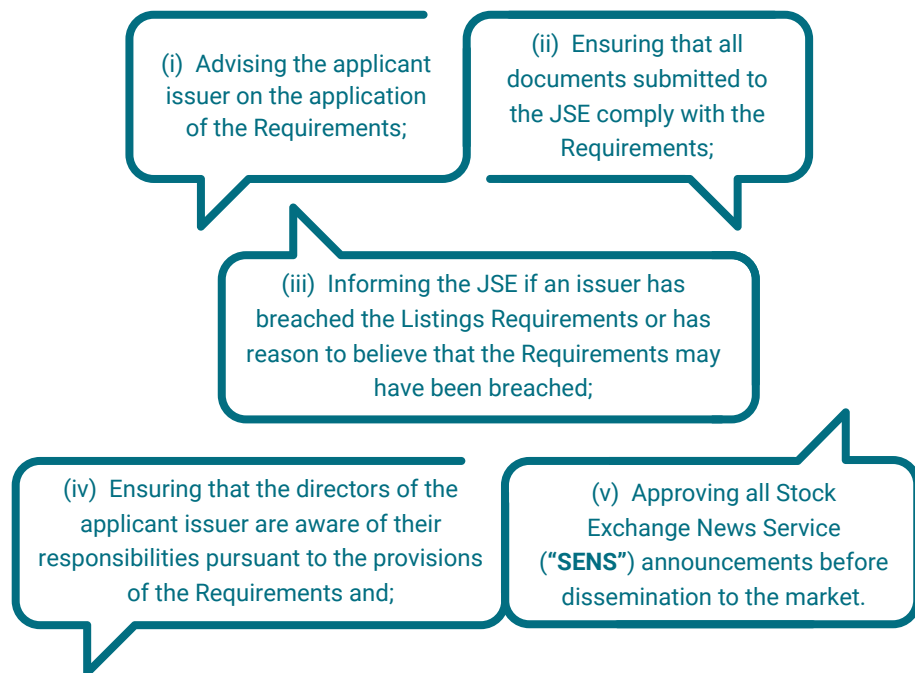 (i) Advising the applicant
issuer on the application
of the Requirements;
(ii) Ensuring that all
documents submitted to
the JSE comply with the
Requirements;
(iii) Informing the JSE if an issuer has
breached the Listings Requirements or has
reason to believe that the Requirements may
have been breached;
(iv) Ensuring that the directors of the
applicant issuer are aware of their
responsibilities pursuant to the provisions
of the Requirements and;
(v) Approving all Stock
Exchange News Service
(“SENS”) announcements before
dissemination to the market.